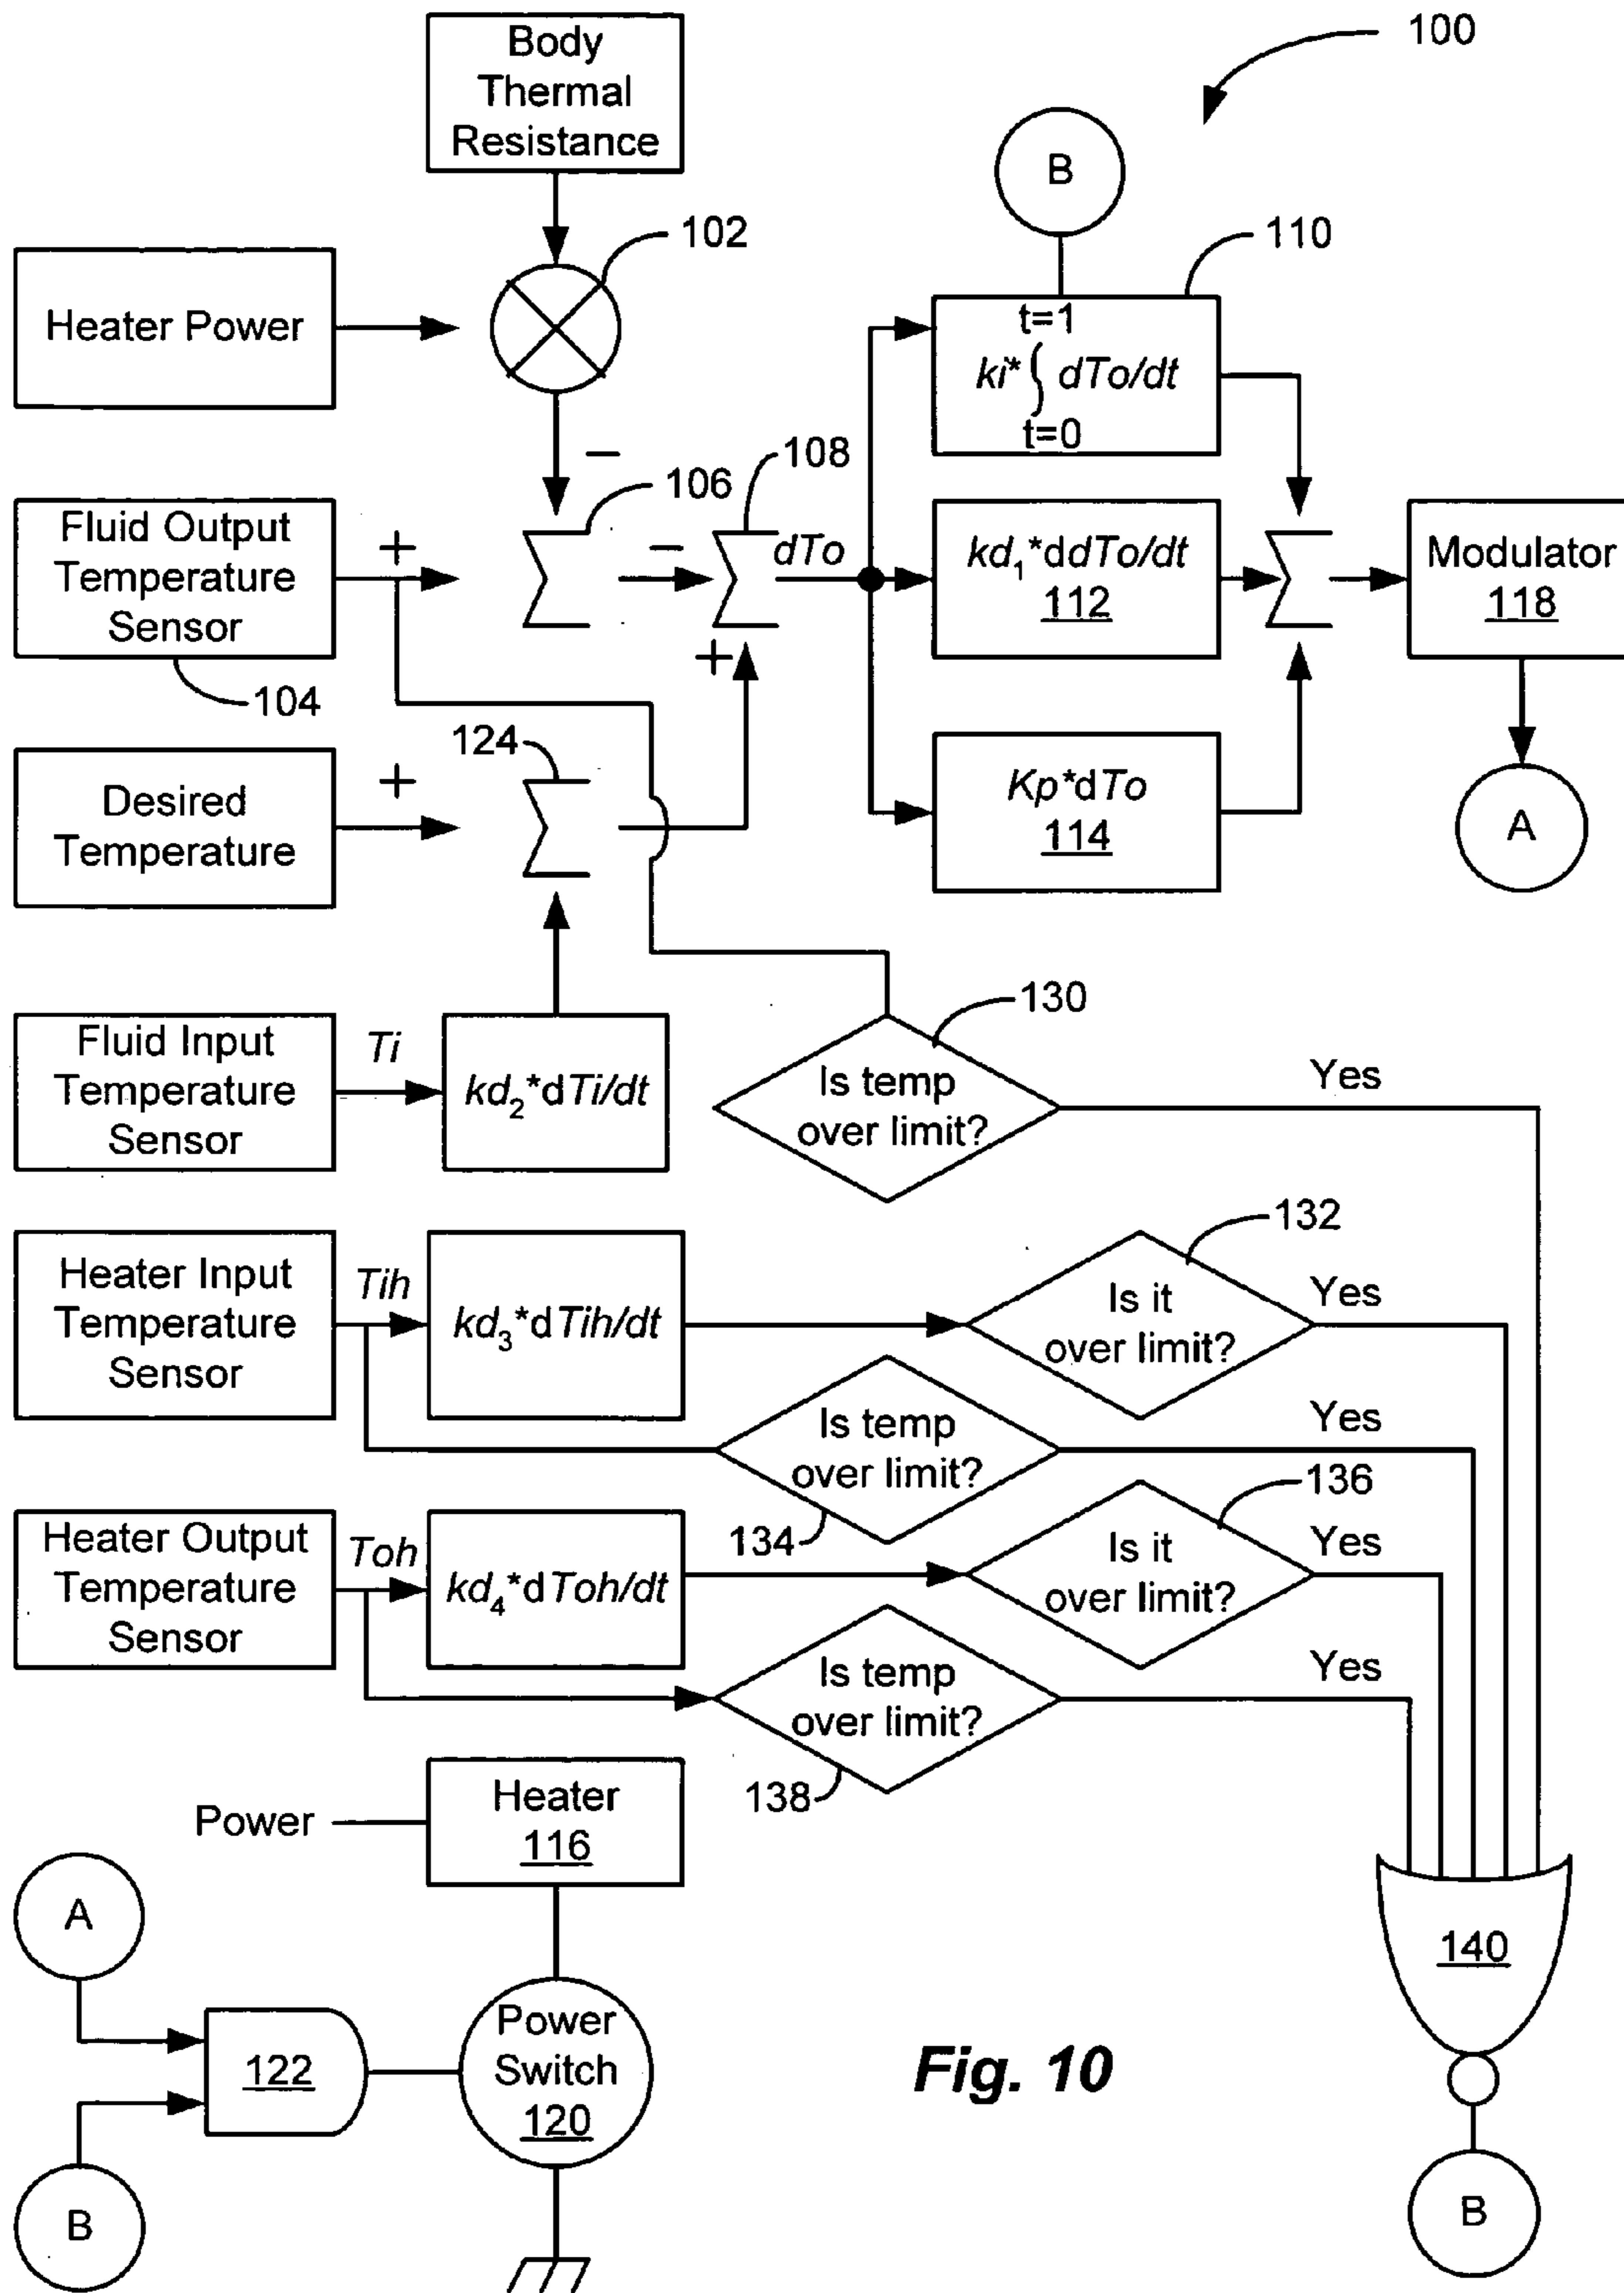 Body
Thermal
Resistance
100
B
102
110
Heater Power
t=1
ki* ∫ dTo/dt
t=0
−
108
106
Fluid Output
Temperature
Sensor
+
−
dTo
kd₁*ddTo/dt
112
Modulator
118
+
104
124
Desired
Temperature
+
Kp*dTo
114
A
130
Fluid Input
Temperature
Sensor
Ti
kd₂*dTi/dt
Is temp
over limit?
Yes
132
Heater Input
Temperature
Sensor
Tih
kd₃*dTih/dt
Is it
over limit?
Yes
Is temp
over limit?
Yes
134
136
Heater Output
Temperature
Sensor
Toh
kd₄*dToh/dt
Is it
over limit?
Yes
Is temp
over limit?
Yes
138
Power
Heater
116
A
140
122
Power
Switch
120
Fig. 10
B
B